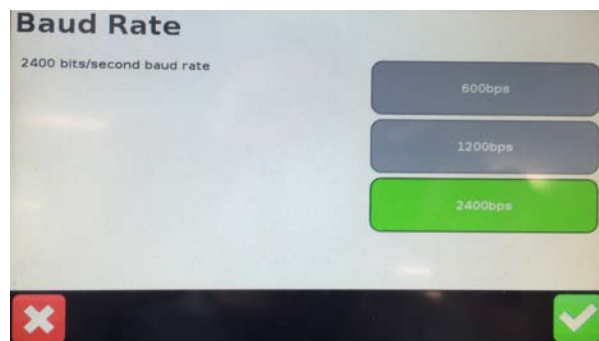 Baud Rate
2400 bits/second baud rate
600bps
1200bps
2400bps